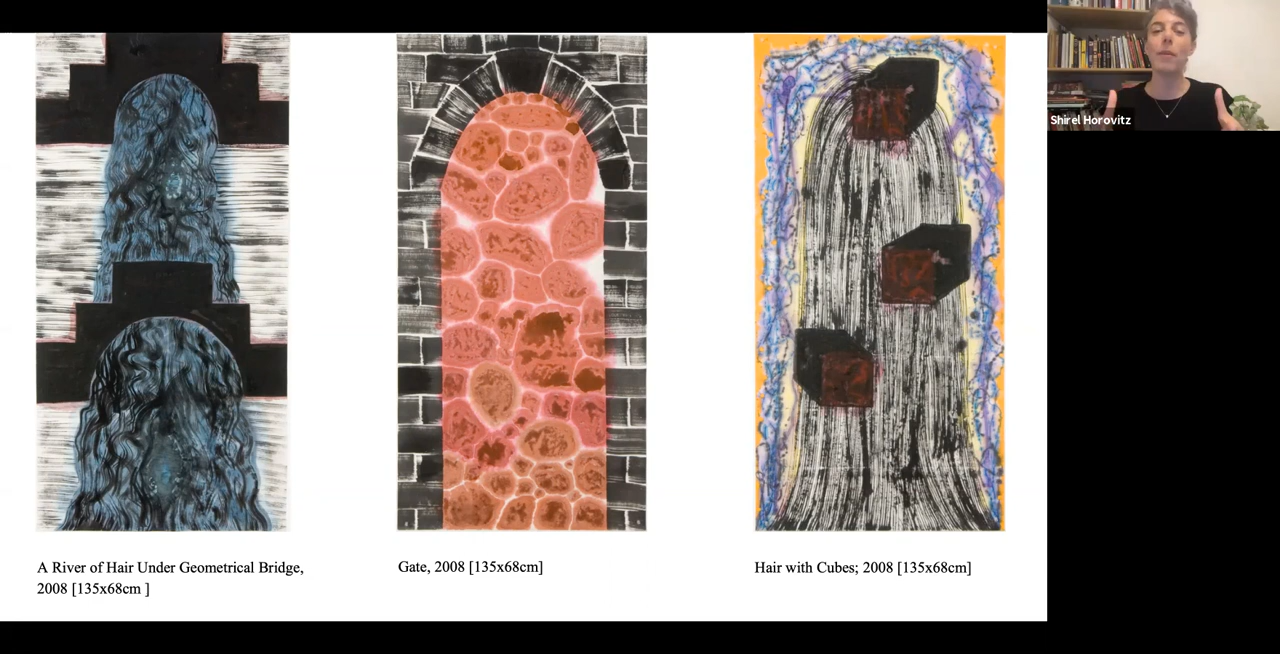 Shirel Horovitz
A River of Hair Under Geometrical Bridge,
2008 [135x68cm ]
Gate, 2008 [135x68cm]
Hair with Cubes; 2008 [135x68cm]